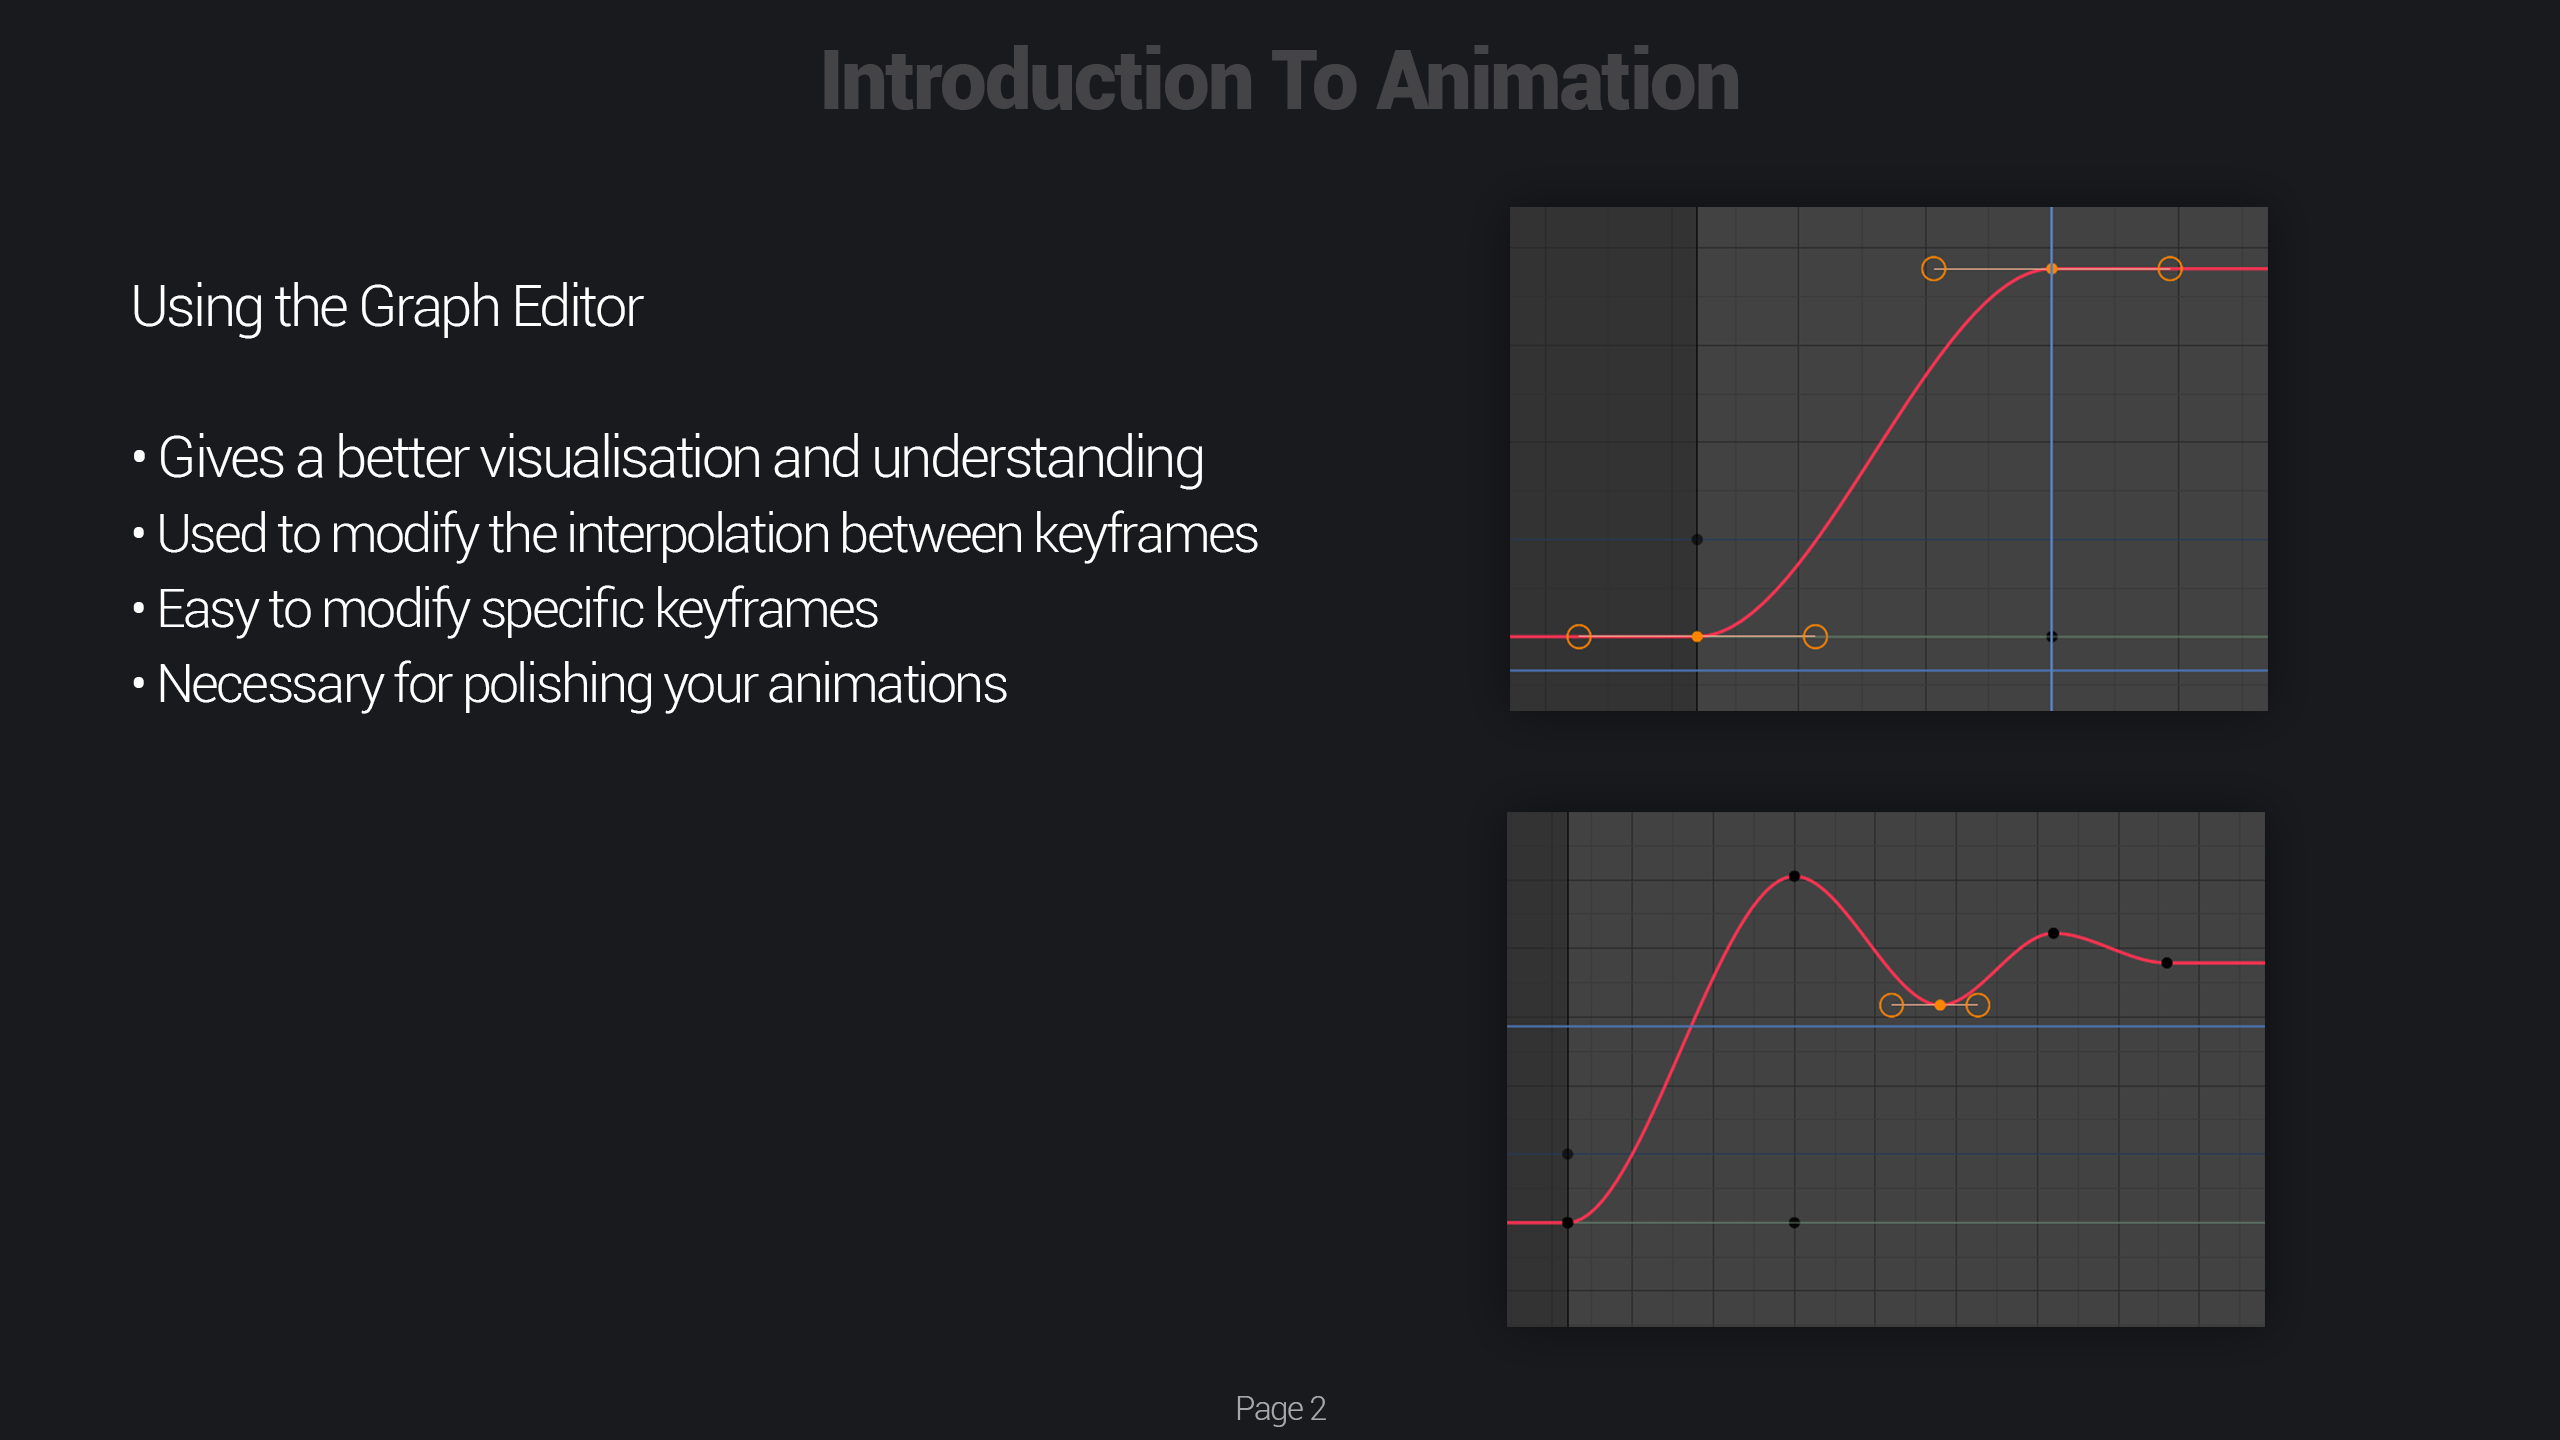 Introduction To Animation
Using the Graph Editor
• Gives a better visualisation and understanding
• Used to modify the interpolation between keyframes
• Easy to modify specific keyframes
• Necessary for polishing your animations
Page 2